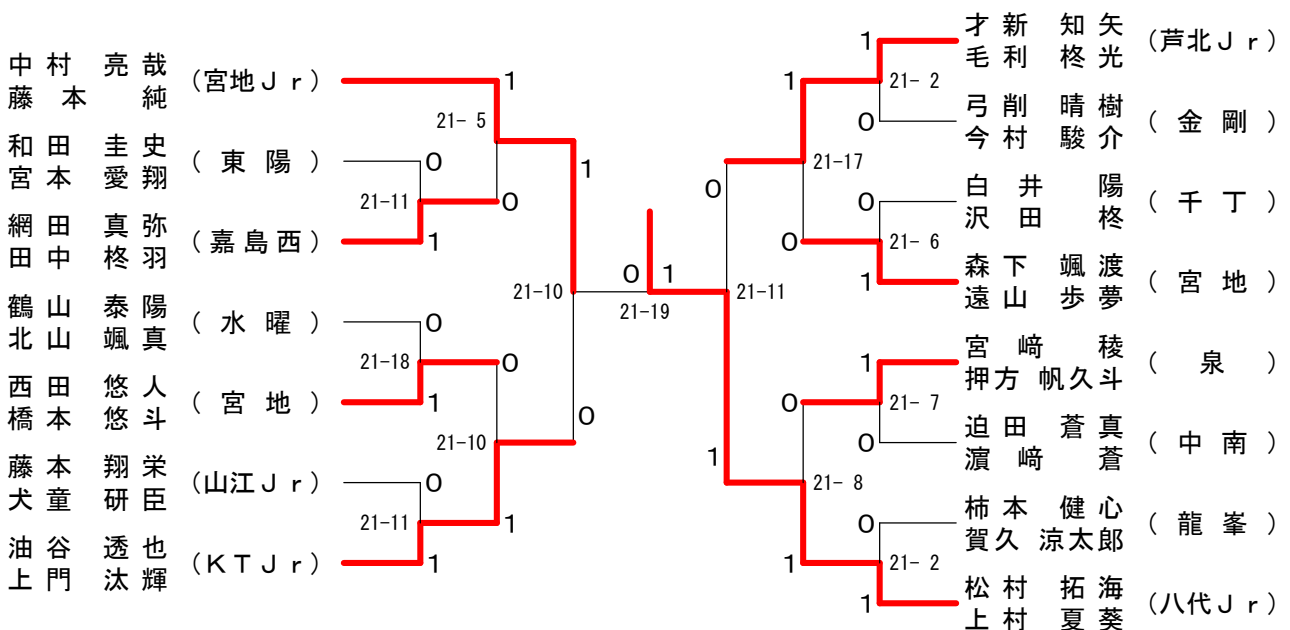 中村 亮哉
藤本 純
(宮地Jr)
和田 圭史
宮本 愛翔
(東陽)
網田 真弥
田中 柊羽
(嘉島西)
鶴山 泰陽
北山 颯真
(水曜)
西田 悠人
橋本 悠斗
(宮地)
藤本 翔栄
犬童 研臣
(山江Jr)
油谷 透也
上門 汰輝
(KTJr)
1
21- 5
0
0
21-11
1
1
21-10
0
0
21-18
1
0
21-10
1
0
21-11
1
0
1
21-19
0
21-11
1
1
21-17
0
0
21- 8
1
1
21- 2
0
0
21- 6
1
1
21- 7
0
0
21- 2
1
才新 知矢
毛利 柊光
(芦北Jr)
弓削 晴樹
今村 駿介
(金剛)
白井 陽
沢田 柊
(千丁)
森下 颯渡
遠山 歩夢
(宮地)
宮﨑 稜
押方 帆久斗
(泉)
迫田 蒼真
濵﨑 蒼
(中南)
柿本 健心
賀久 涼太郎
(龍峯)
松村 拓海
上村 夏葵
(八代Jr)